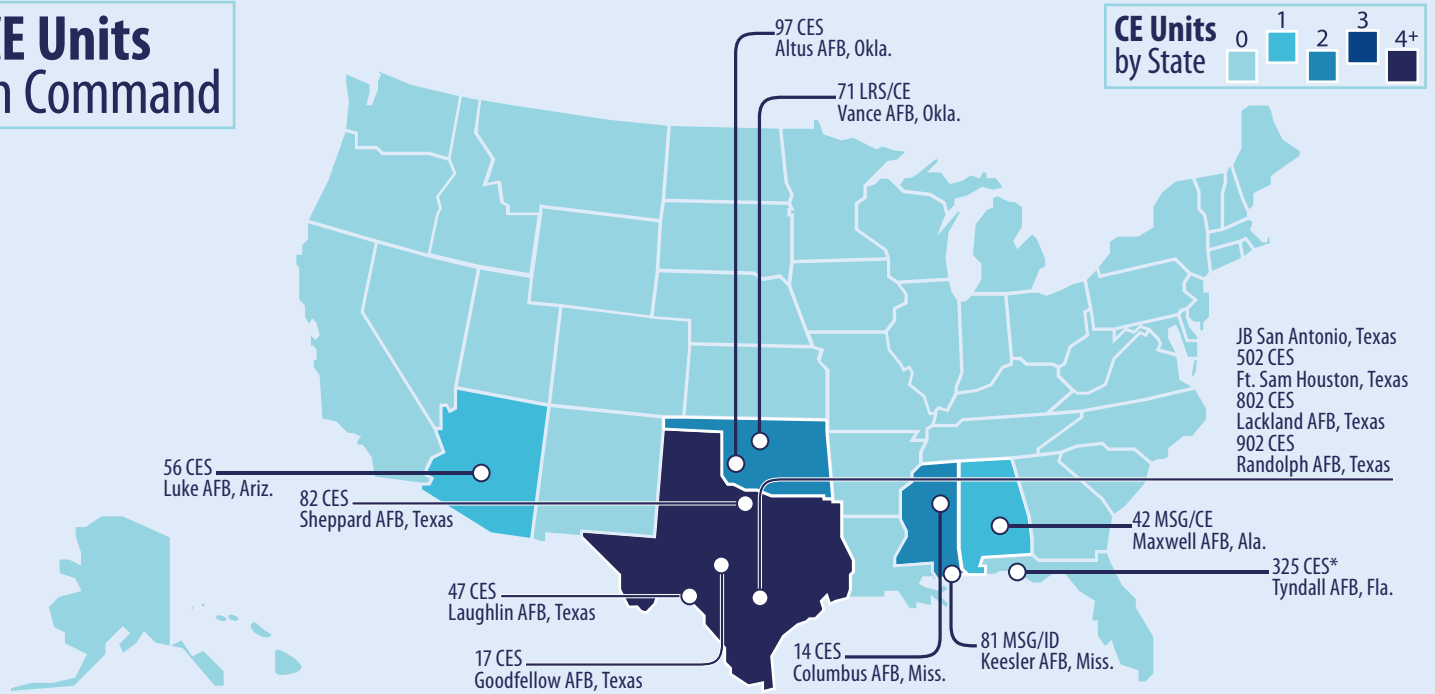 Units
Command
CE Units
by State
0
1
2
3
4+
97 CES
Altus AFB, Okla.
71 LRS/CE
Vance AFB, Okla.
JB San Antonio, Texas
502 CES
Ft. Sam Houston, Texas
802 CES
Lackland AFB, Texas
902 CES
Randolph AFB, Texas
56 CES
Luke AFB, Ariz.
82 CES
Sheppard AFB, Texas
42 MSG/CE
Maxwell AFB, Ala.
325 CES*
Tyndall AFB, Fla.
47 CES
Laughlin AFB, Texas
17 CES
Goodfellow AFB, Texas
14 CES
Columbus AFB, Miss.
81 MSG/ID
Keesler AFB, Miss.